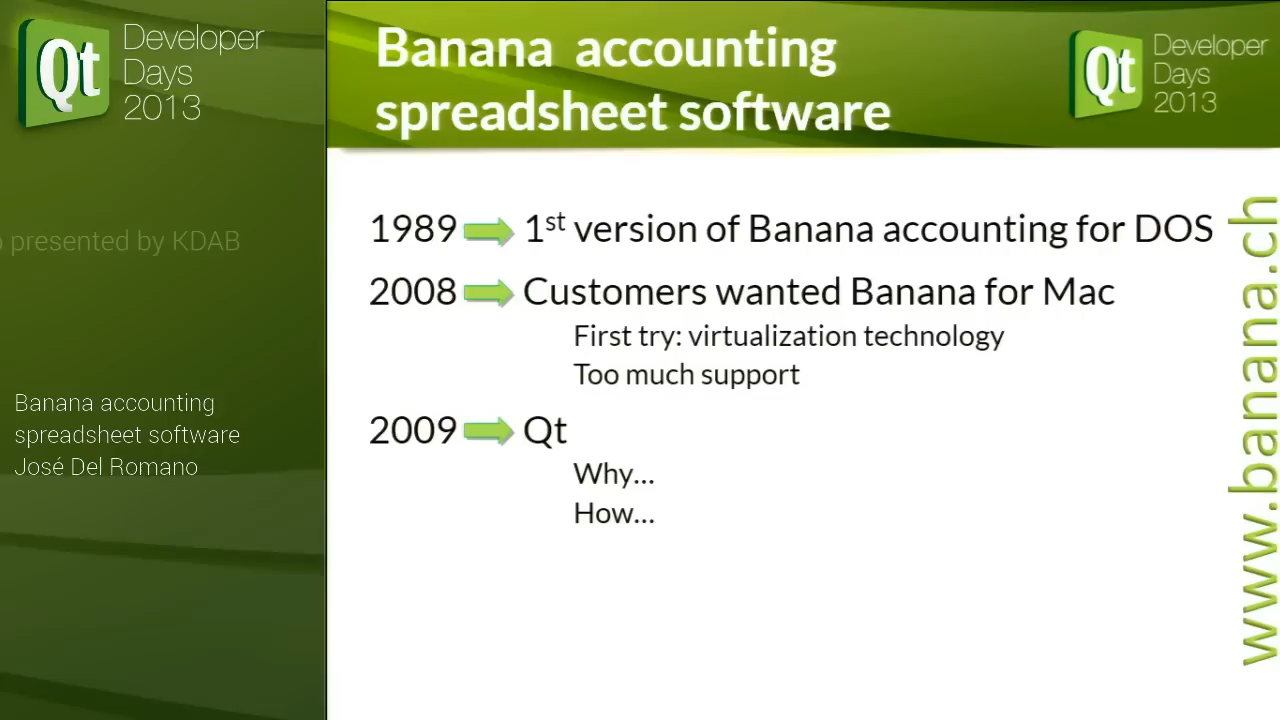 Qt Developer
Days
2013
presented by KDAB
Banana accounting
spreadsheet software
José Del Romano
Banana accounting
spreadsheet software
Qt Developer
Days
2013
1989 1st version of Banana accounting for DOS
2008 Customers wanted Banana for Mac
First try: virtualization technology
Too much support
2009 Qt
Why...
How...
www.banana.ch